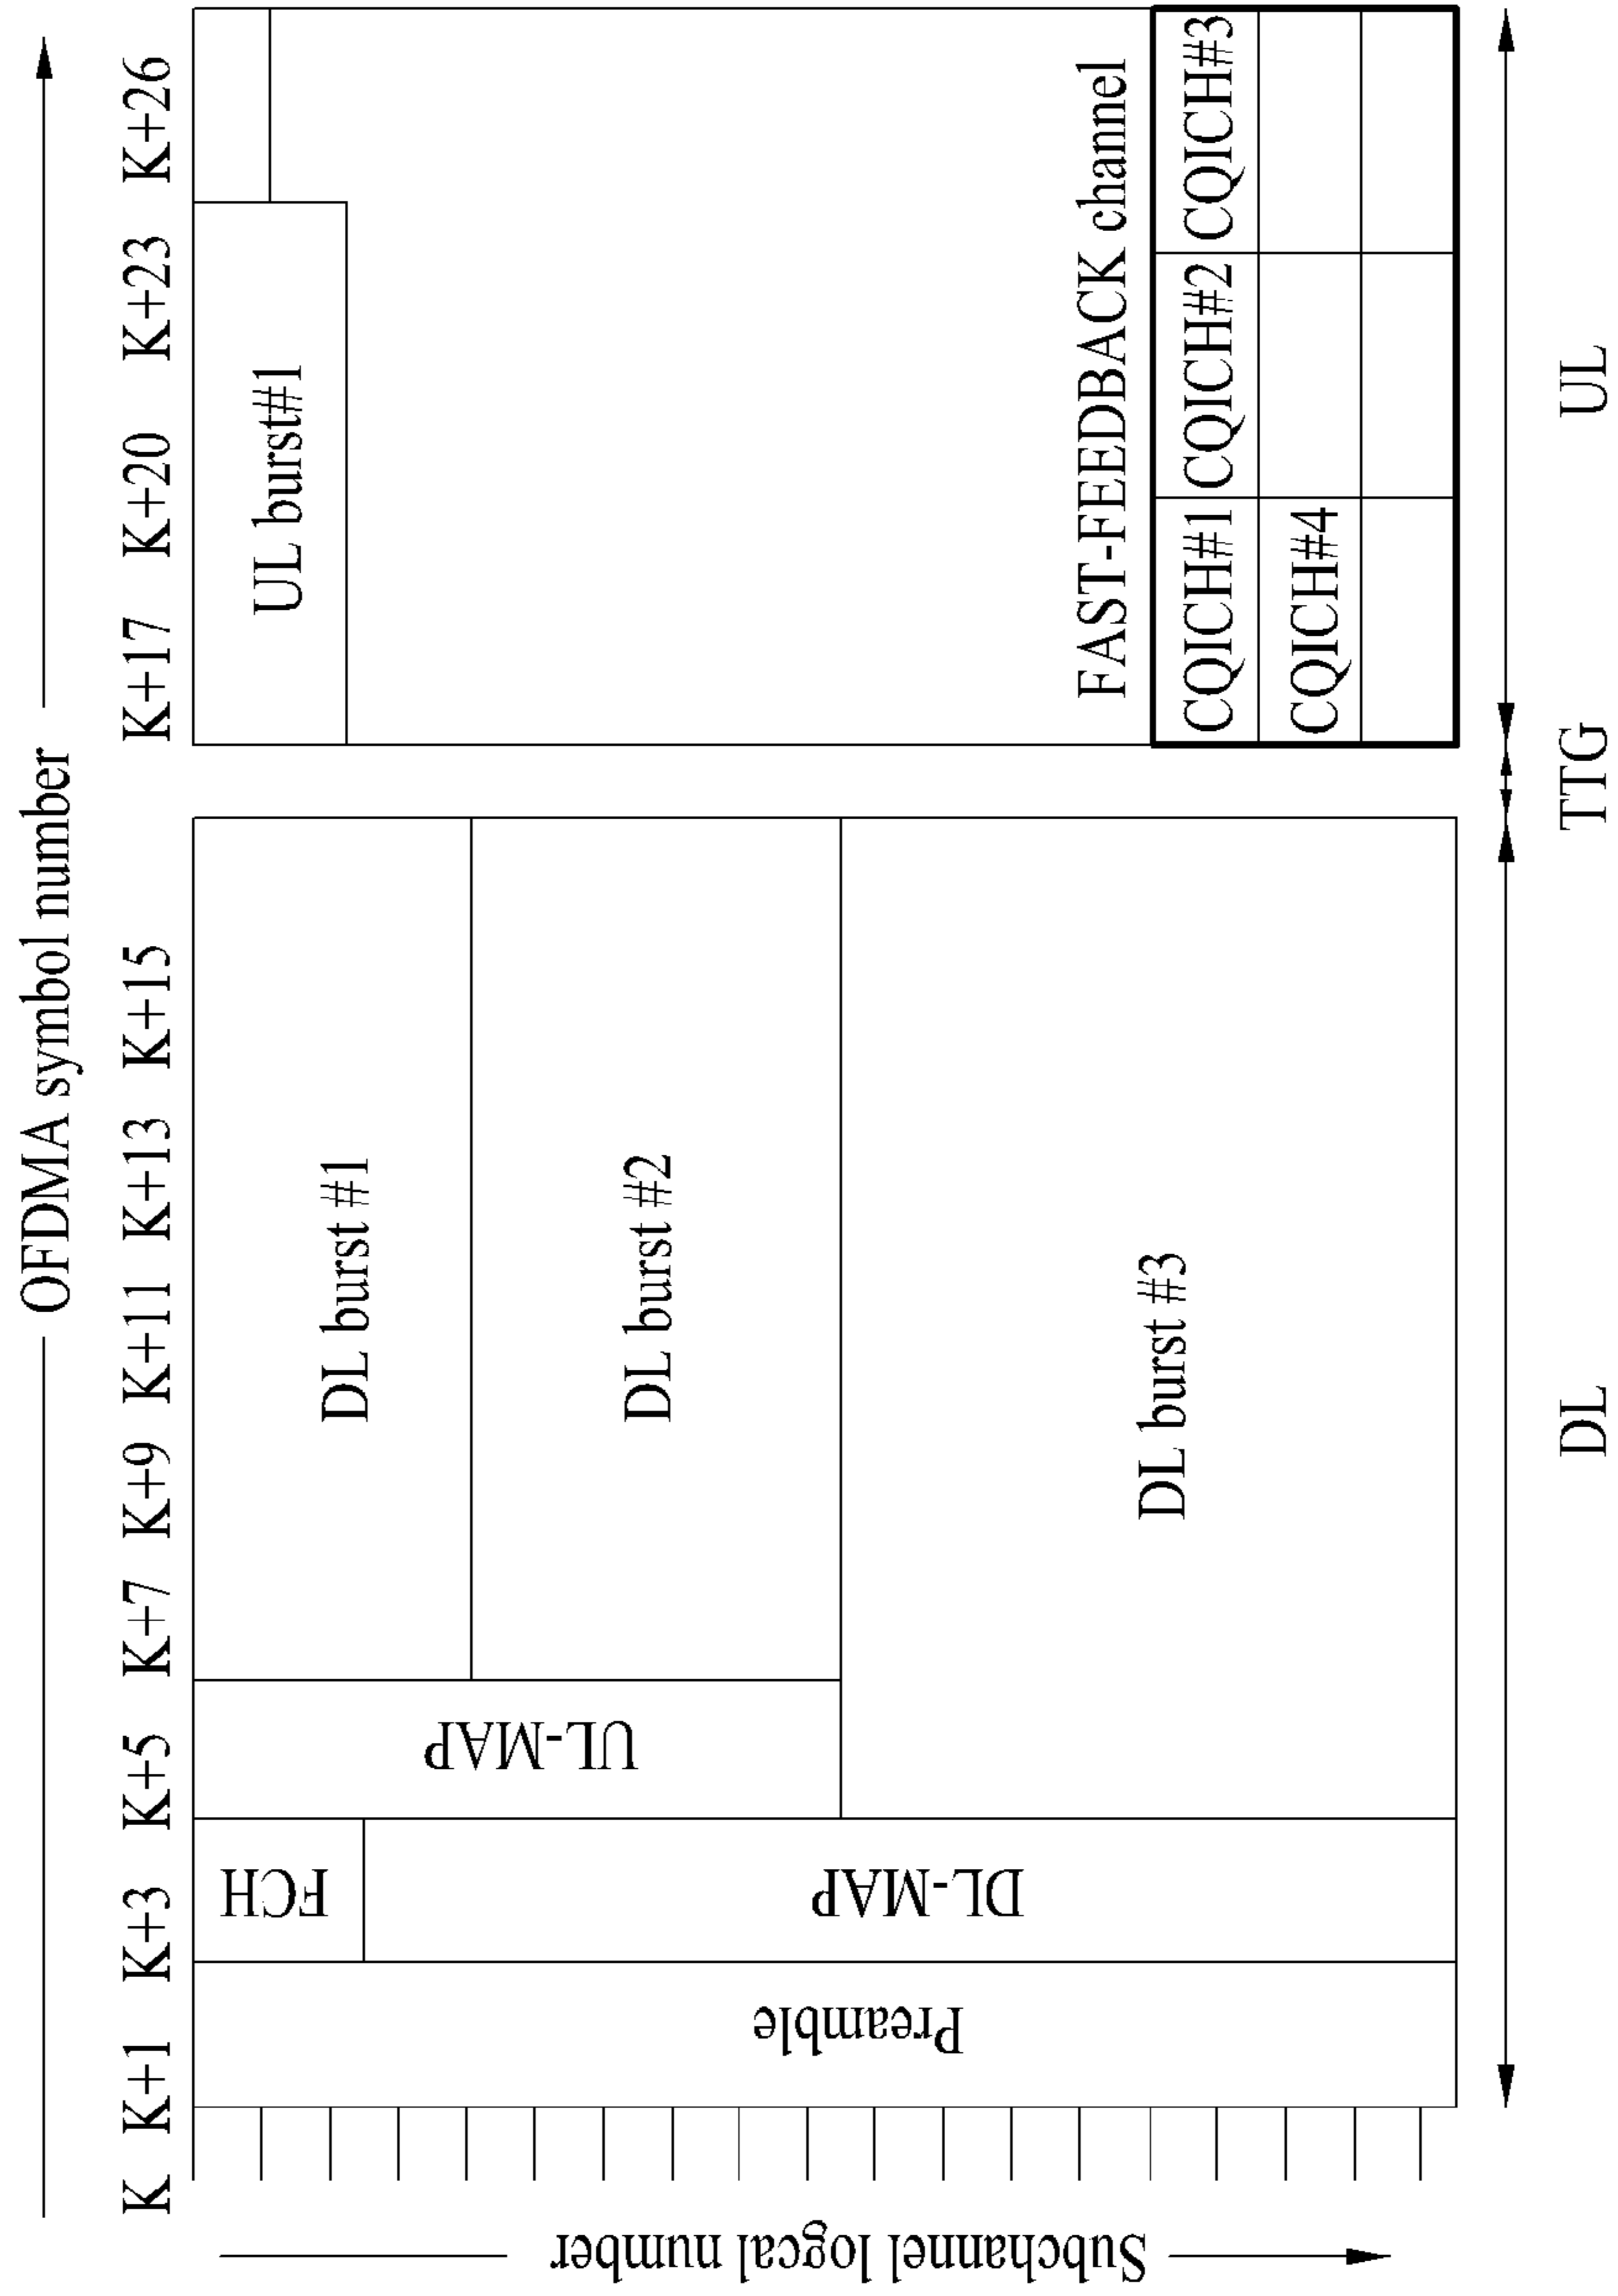 OFDMA symbol number
K K+1 K+3 K+5 K+7 K+9 K+11 K+13 K+15 K+17 K+20 K+23 K+26
Subchannel logcal number
Preamble
FCH
DL-MAP
UL-MAP
DL burst #1
DL burst #2
DL burst #3
UL burst#1
FAST-FEEDBACK channel
CQICH#1 CQICH#2 CQICH#3
CQICH#4
DL TTG UL